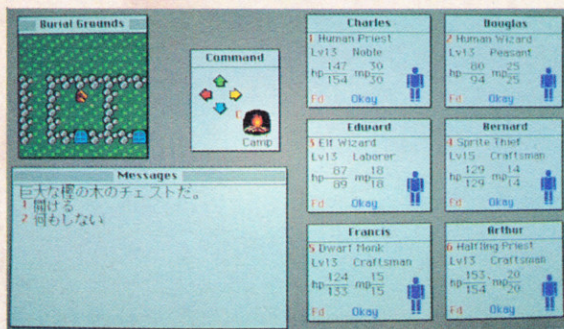 Burial Grounds
Command
Camp
Messages
巨大な樫の木のチェストだ。
1 開ける
2 何もしない
Charles
1 Human Priest
Lv13 Noble
hp 147/154 mp 30/30
Fd Okay
Douglas
2 Human Wizard
Lv13 Peasant
hp 80/94 mp 25/25
Fd Okay
Edward
3 Elf Wizard
Lv13 Laborer
hp 87/89 mp 18/18
Fd Okay
Bernard
4 Sprite Thief
Lv15 Craftsman
hp 129/129 mp 14/14
Fd Okay
Francis
5 Dwarf Monk
Lv13 Craftsman
hp 124/133 mp 15/15
Fd Okay
Arthur
6 Halfling Priest
Lv13 Craftsman
hp 153/154 mp 20/20
Fd Okay